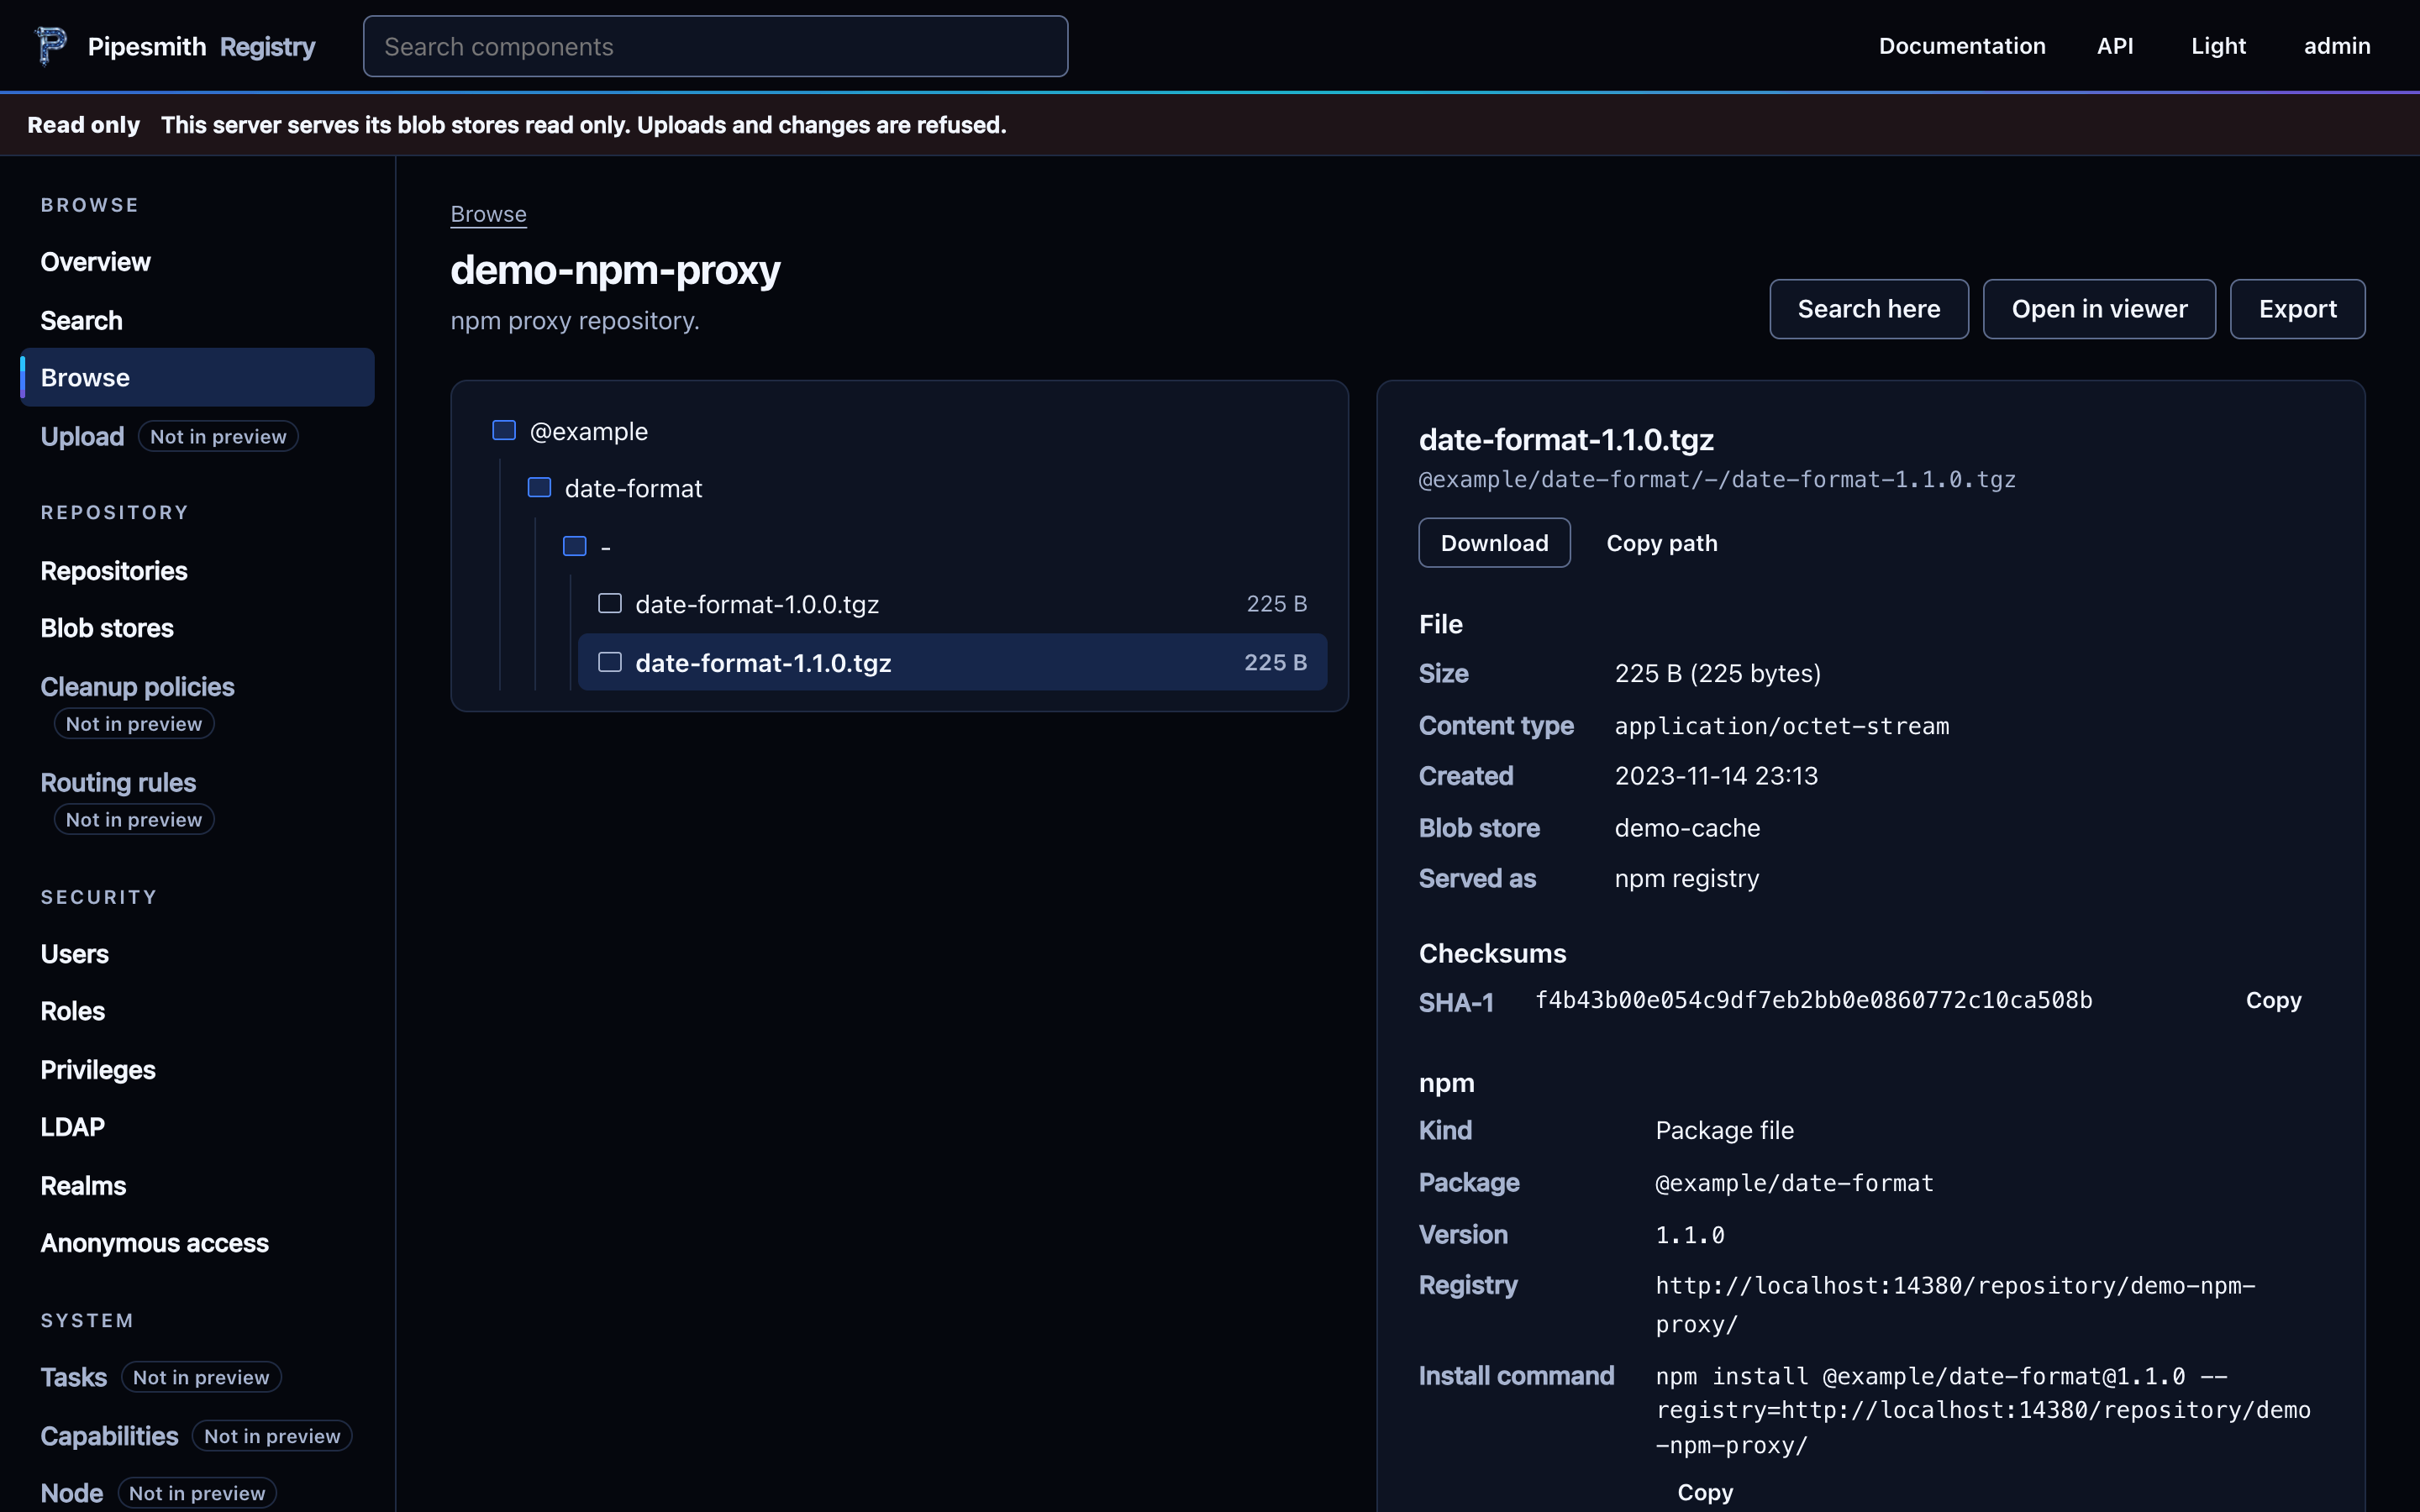 Pipesmith Registry
Search components
Documentation
API
Light
admin
Read only This server serves its blob stores read only. Uploads and changes are refused.
BROWSE
Overview
Search
Browse
Upload Not in preview
REPOSITORY
Repositories
Blob stores
Cleanup policies
Not in preview
Routing rules
Not in preview
SECURITY
Users
Roles
Privileges
LDAP
Realms
Anonymous access
SYSTEM
Tasks Not in preview
Capabilities Not in preview
Node Not in preview
Browse
demo-npm-proxy
npm proxy repository.
Search here
Open in viewer
Export
@example
date-format
-
date-format-1.0.0.tgz 225 B
date-format-1.1.0.tgz 225 B
date-format-1.1.0.tgz
@example/date-format/-/date-format-1.1.0.tgz
Download Copy path
File
Size 225 B (225 bytes)
Content type application/octet-stream
Created 2023-11-14 23:13
Blob store demo-cache
Served as npm registry
Checksums
SHA-1 f4b43b00e054c9df7eb2bb0e0860772c10ca508b Copy
npm
Kind Package file
Package @example/date-format
Version 1.1.0
Registry http://localhost:14380/repository/demo-npm-
proxy/
Install command npm install @example/date-format@1.1.0 --
registry=http://localhost:14380/repository/demo
-npm-proxy/
Copy